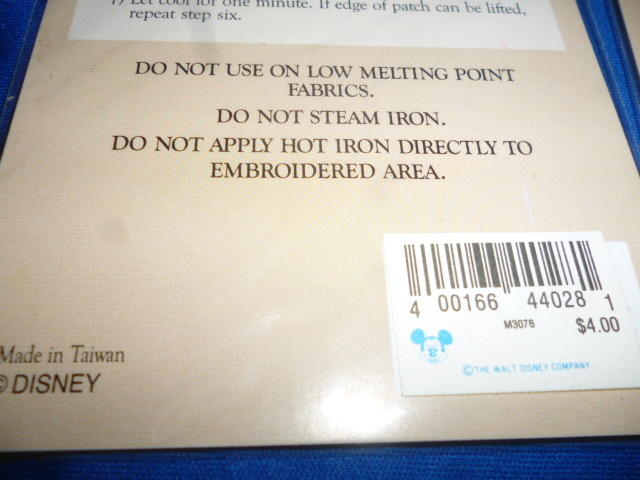 7) Let cool for one minute. If edge of patch can be lifted,
repeat step six.
DO NOT USE ON LOW MELTING POINT
FABRICS.
DO NOT STEAM IRON.
DO NOT APPLY HOT IRON DIRECTLY TO
EMBROIDERED AREA.
4 00166 44028 1
M3076
$4.00
© THE WALT DISNEY COMPANY
Made in Taiwan
© DISNEY